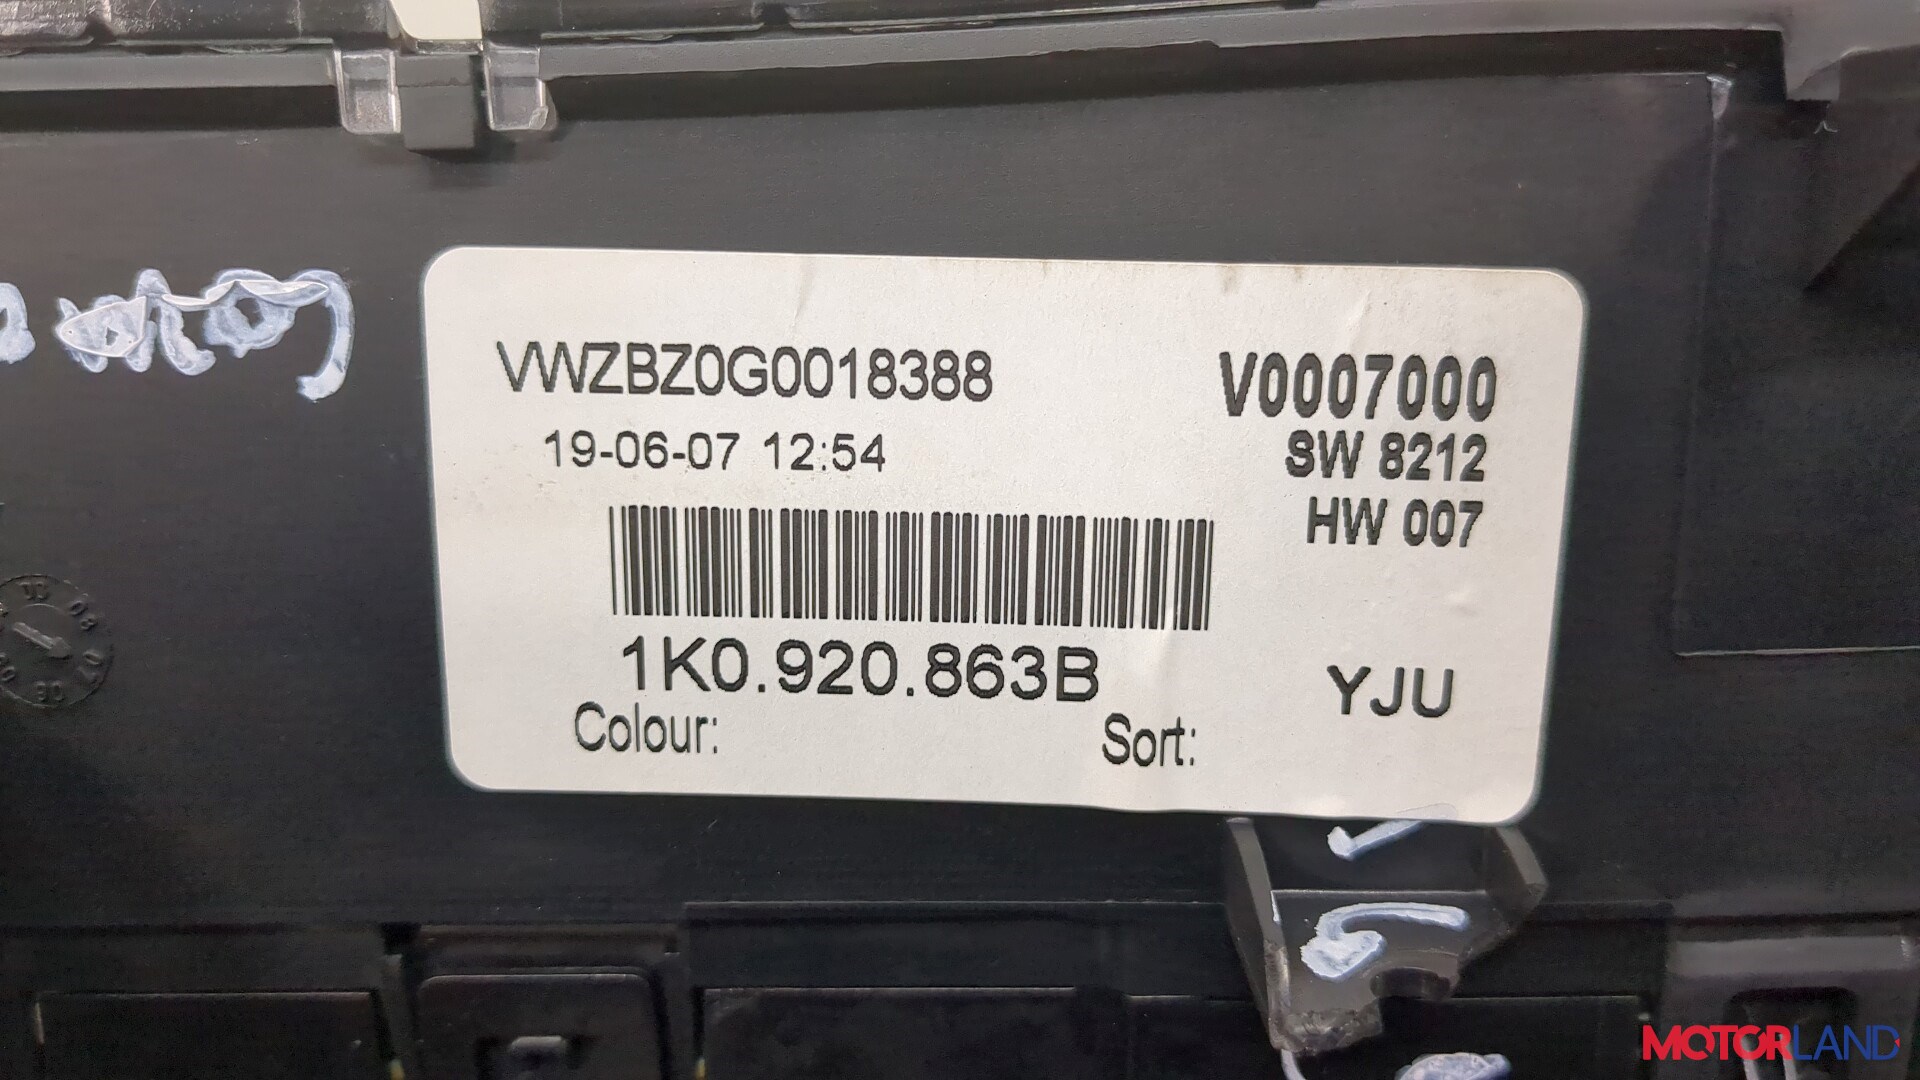 VWZBZ0G0018388
V0007000
19-06-07 12:54
SW 8212
HW 007
1K0.920.863B
YJU
Colour:
Sort:
MOTORLAND